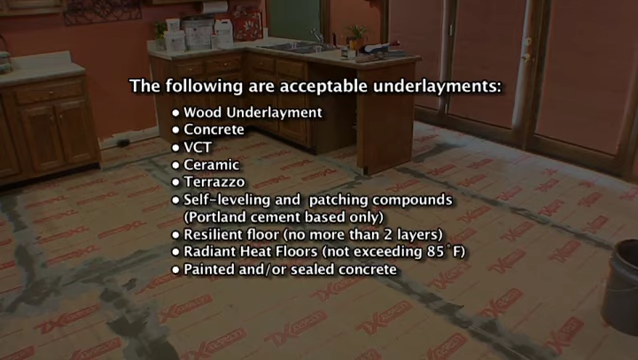 The following are acceptable underlayments:
● Wood Underlayment
● Concrete
● VCT
● Ceramic
● Terrazzo
● Self-leveling and patching compounds
(Portland cement based only)
● Resilient floor (no more than 2 layers)
● Radiant Heat Floors (not exceeding 85°F)
● Painted and/or sealed concrete